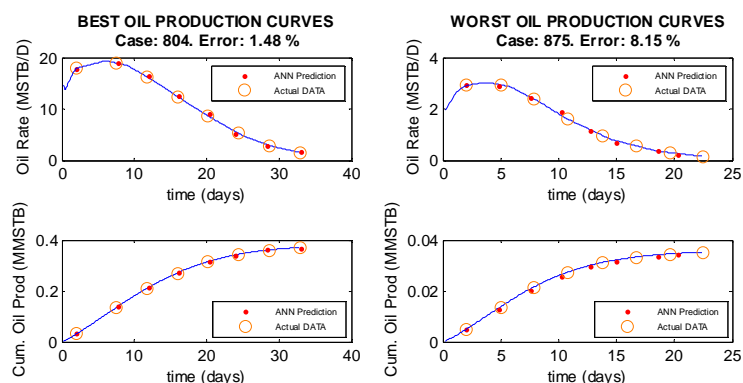 BEST OIL PRODUCTION CURVES
Case: 804. Error: 1.48 %
20
10
0
Oil Rate (MSTB/D)
ANN Prediction
Actual DATA
0 10 20 30 40
time (days)
WORST OIL PRODUCTION CURVES
Case: 875. Error: 8.15 %
4
2
0
Oil Rate (MSTB/D)
ANN Prediction
Actual DATA
0 5 10 15 20 25
time (days)
0.4
0.2
0
Cum. Oil Prod (MMSTB)
ANN Prediction
Actual DATA
0 10 20 30 40
time (days)
0.04
0.02
0
Cum. Oil Prod (MMSTB)
ANN Prediction
Actual DATA
0 5 10 15 20 25
time (days)